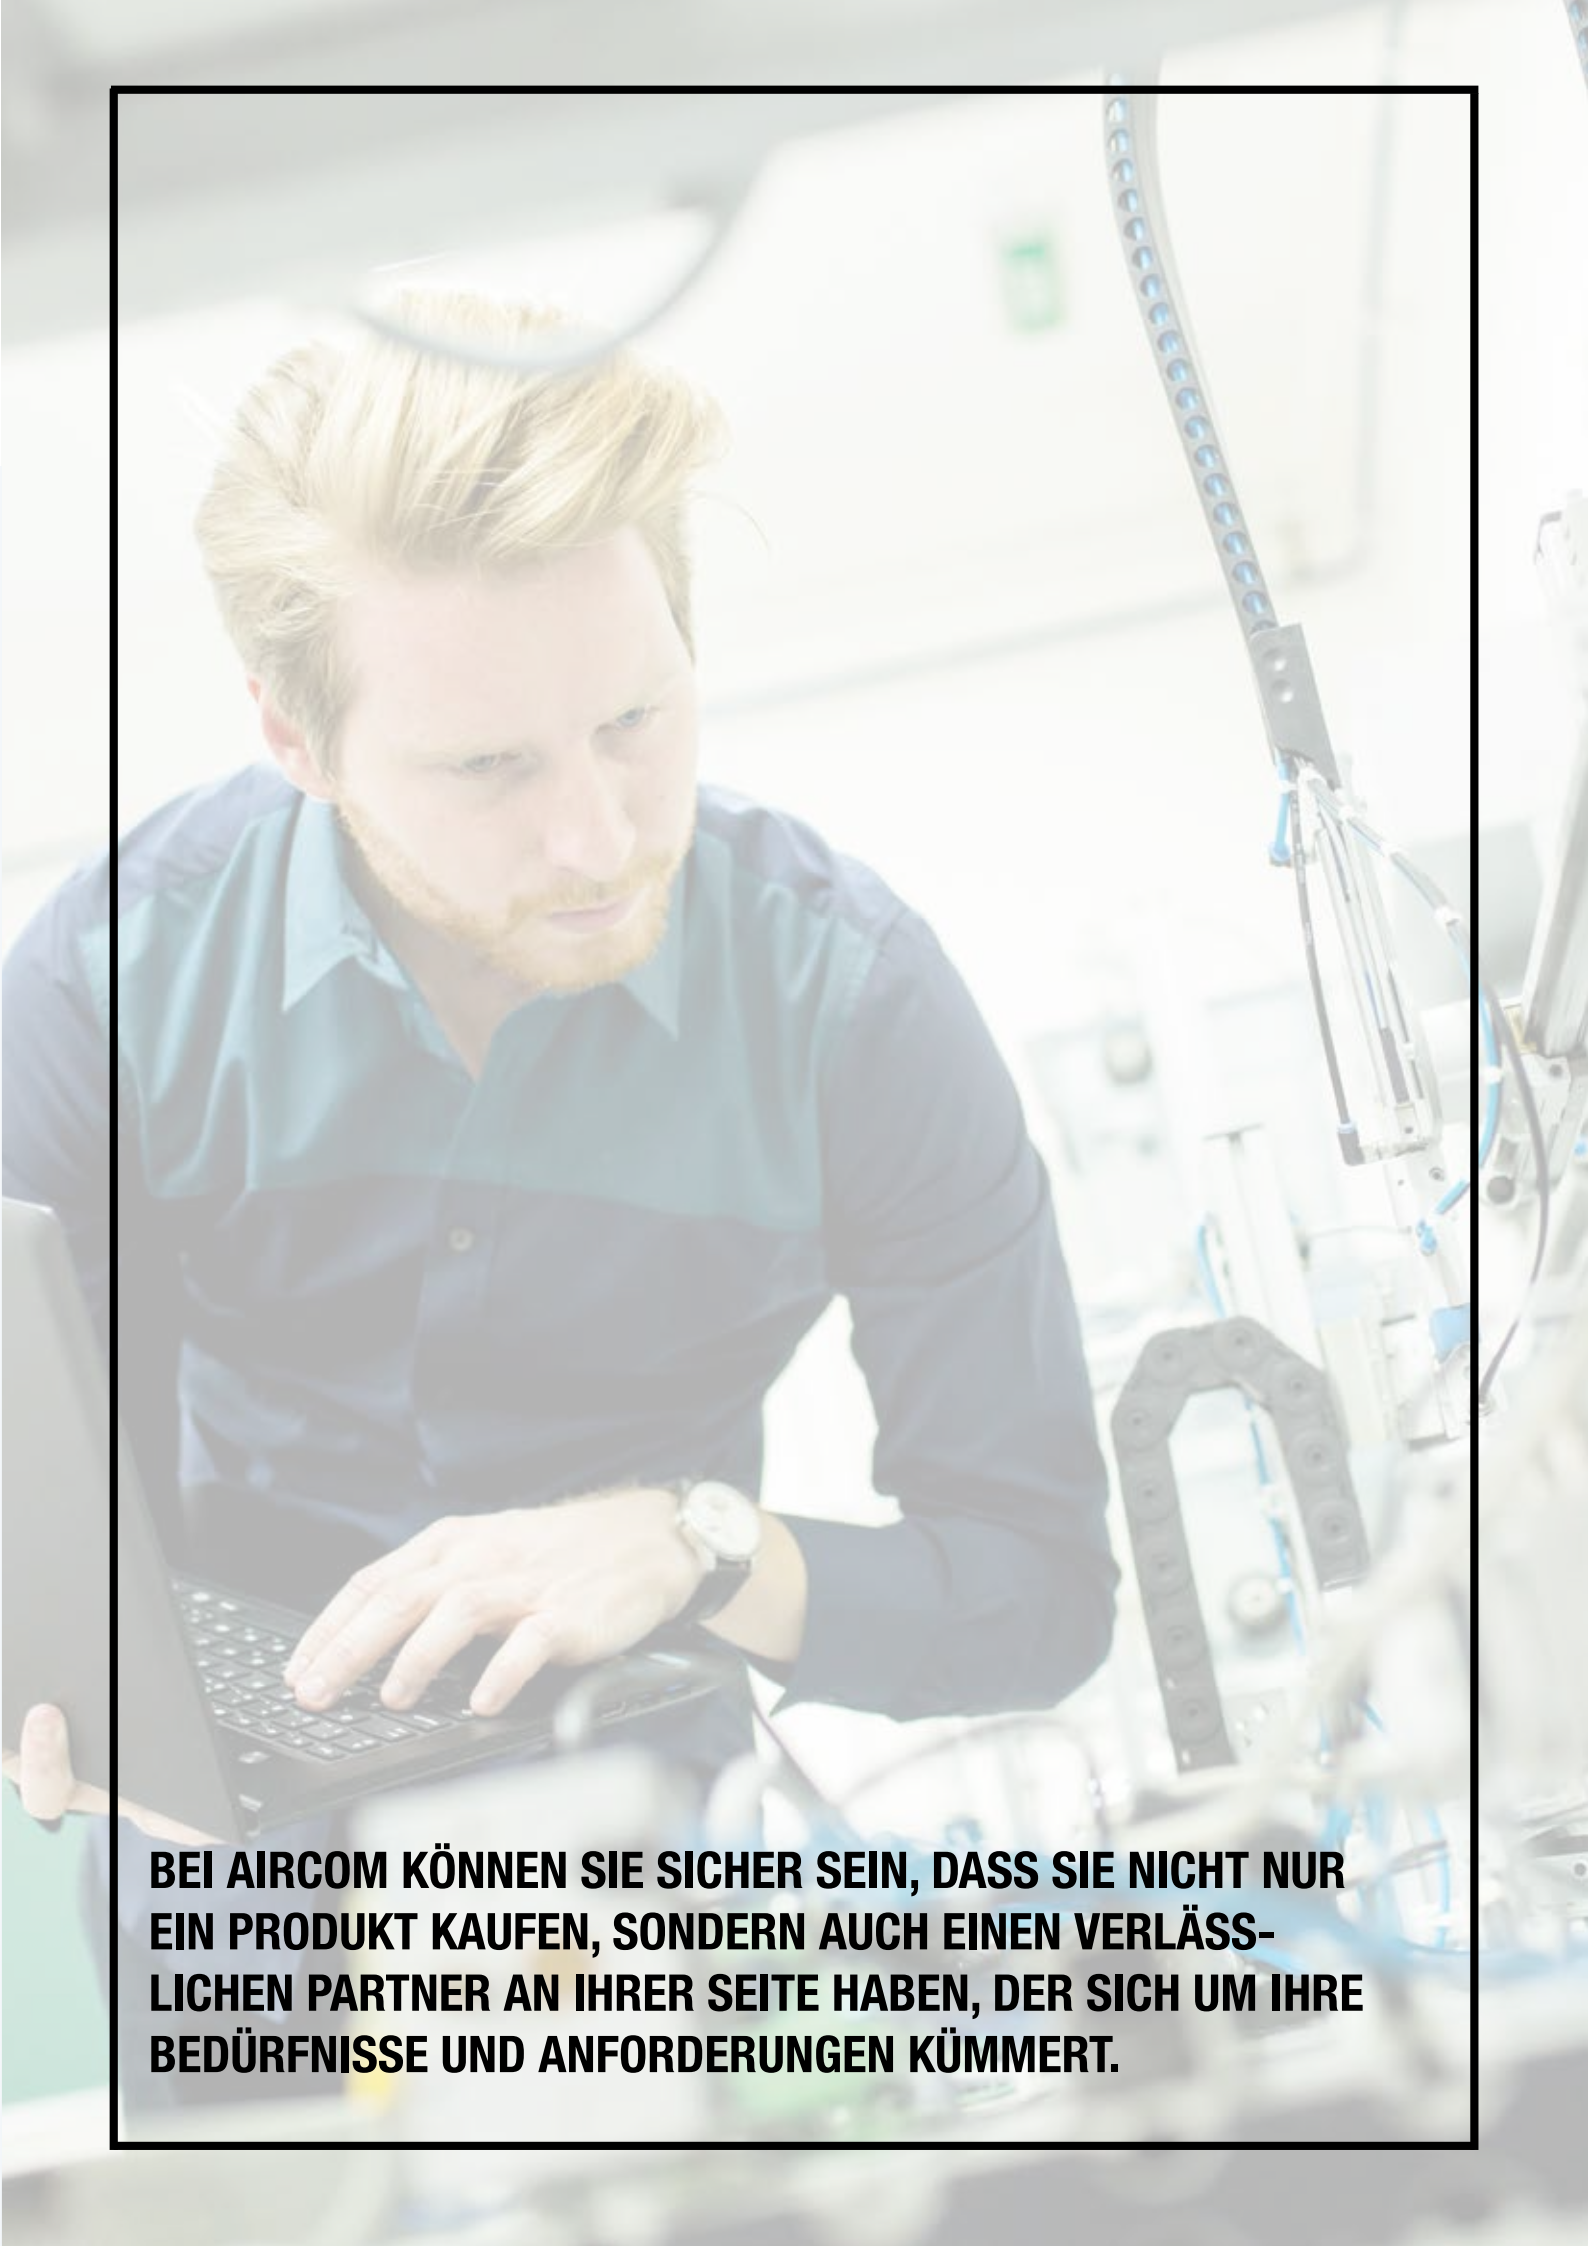 BEI AIRCOM KÖNNEN SIE SICHER SEIN, DASS SIE NICHT NUR
EIN PRODUKT KAUFEN, SONDERN AUCH EINEN VERLÄSS-
LICHEN PARTNER AN IHRER SEITE HABEN, DER SICH UM IHRE
BEDÜRFNISSE UND ANFORDERUNGEN KÜMMERT.